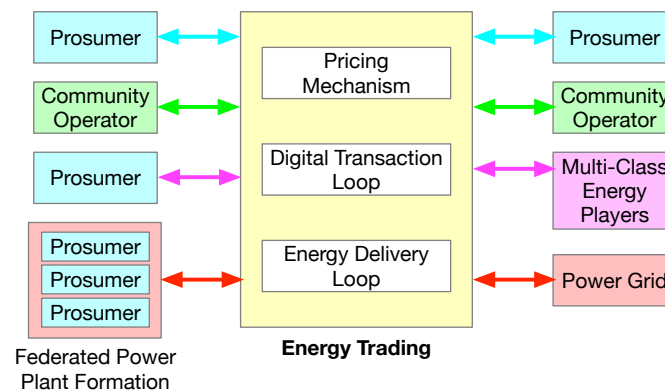 Prosumer
Community
Operator
Prosumer
Prosumer
Prosumer
Prosumer
Federated Power
Plant Formation
Pricing
Mechanism
Digital Transaction
Loop
Energy Delivery
Loop
Energy Trading
Prosumer
Community
Operator
Multi-Class
Energy
Players
Power Grid